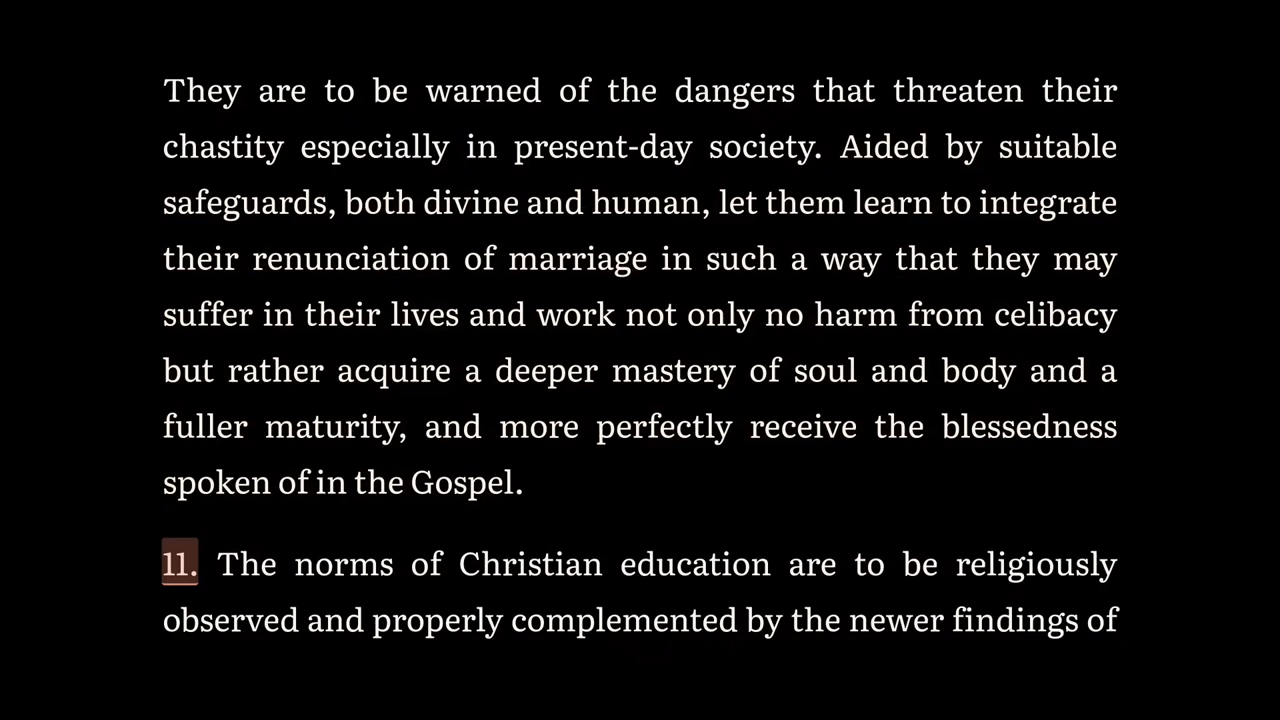 They are to be warned of the dangers that threaten their
chastity especially in present-day society. Aided by suitable
safeguards, both divine and human, let them learn to integrate
their renunciation of marriage in such a way that they may
suffer in their lives and work not only no harm from celibacy
but rather acquire a deeper mastery of soul and body and a
fuller maturity, and more perfectly receive the blessedness
spoken of in the Gospel.
11. The norms of Christian education are to be religiously
observed and properly complemented by the newer findings of